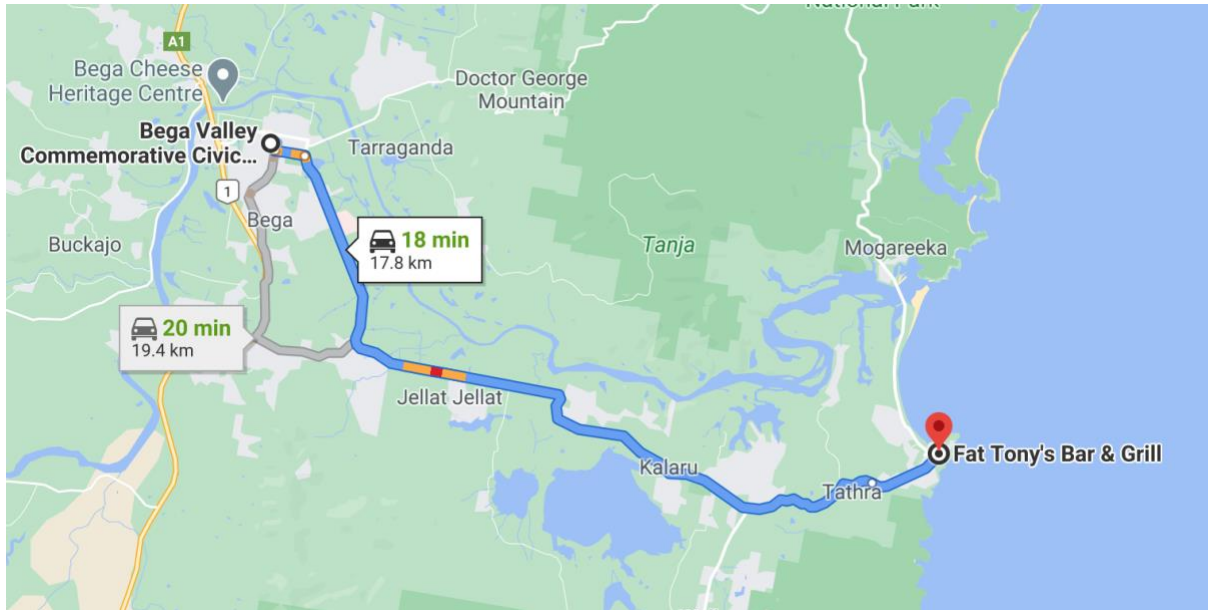 National Park
A1
Bega Cheese
Heritage Centre
Doctor George
Mountain
Bega Valley
Commemorative Civic...
Tarraganda
1
Bega
Buckajo
18 min
17.8 km
Tanja
Mogareeka
20 min
19.4 km
Jellat Jellat
Fat Tony's Bar & Grill
Kalaru
Tathra